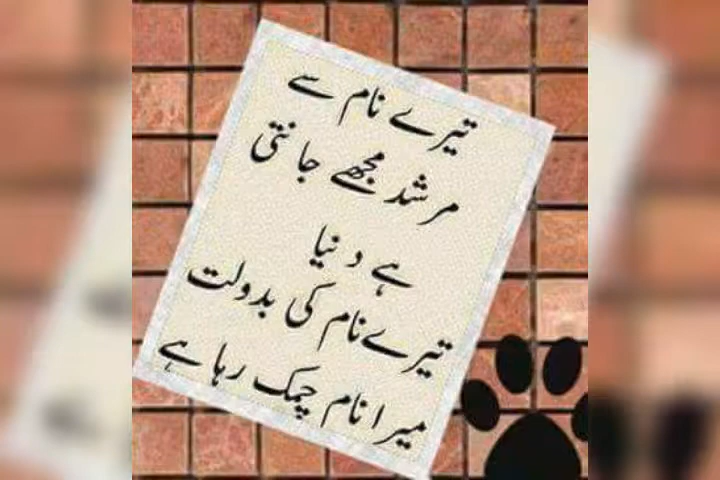 تیرے نام سے
مرشد مجھے جانتی
ہے دنیا
تیرے نام کی بدولت
میرا نام چمک رہا ہے